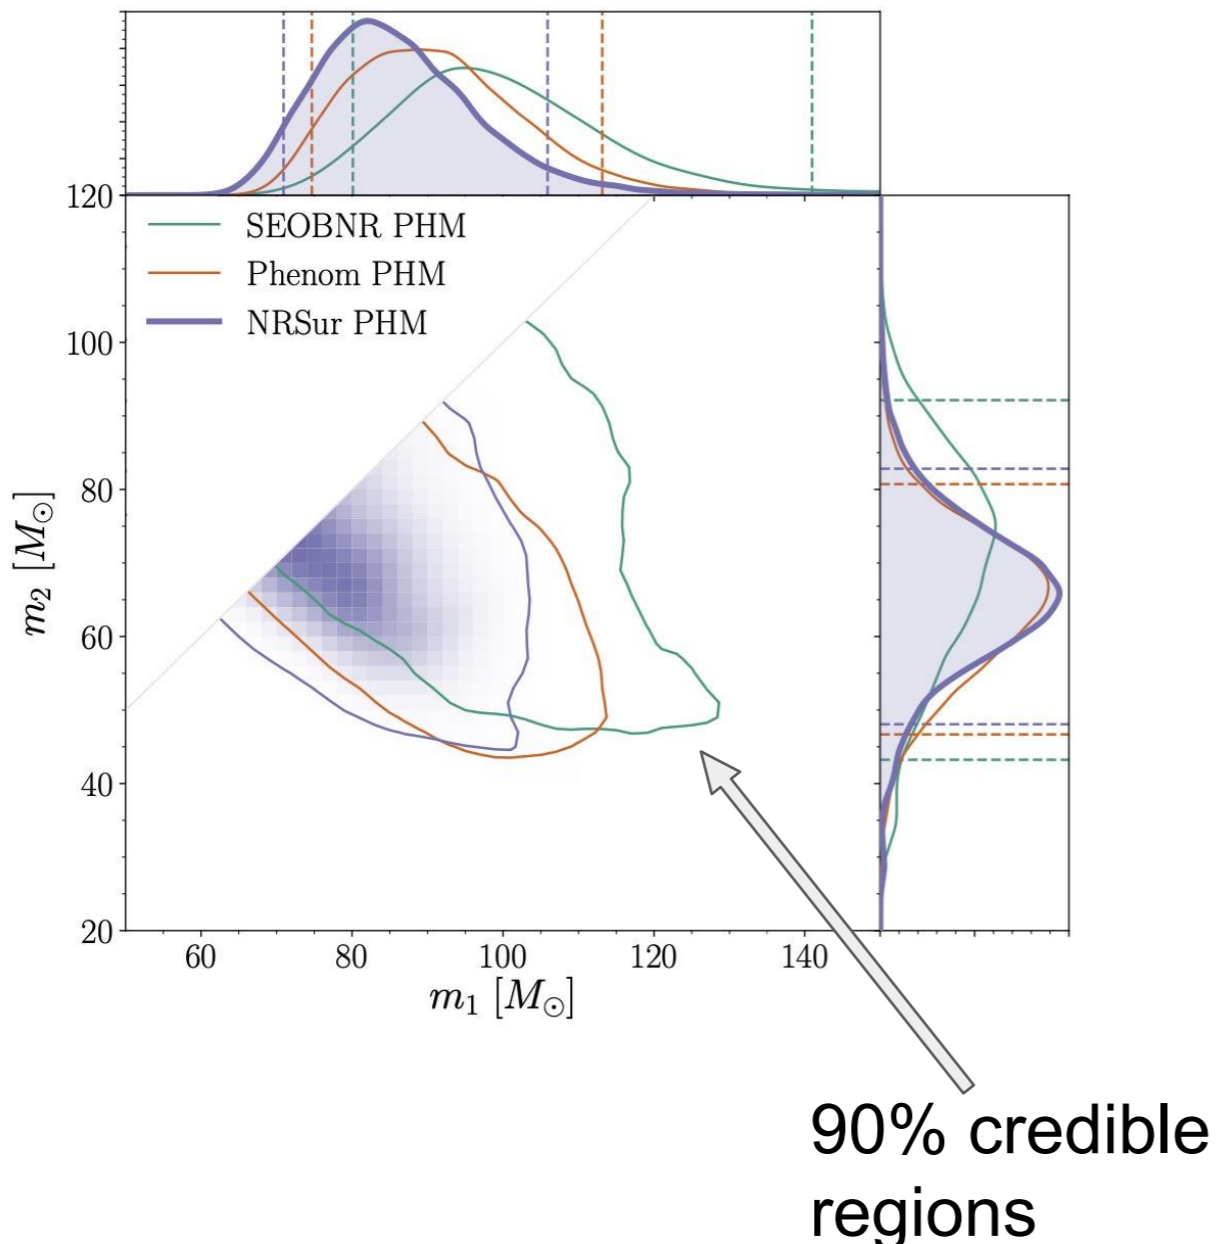 SEOBNR PHM
Phenom PHM
NRSur PHM
120
100
80
60
40
20
m₂ [M☉]
60 80 100 120 140
m₁ [M☉]
90% credible
regions